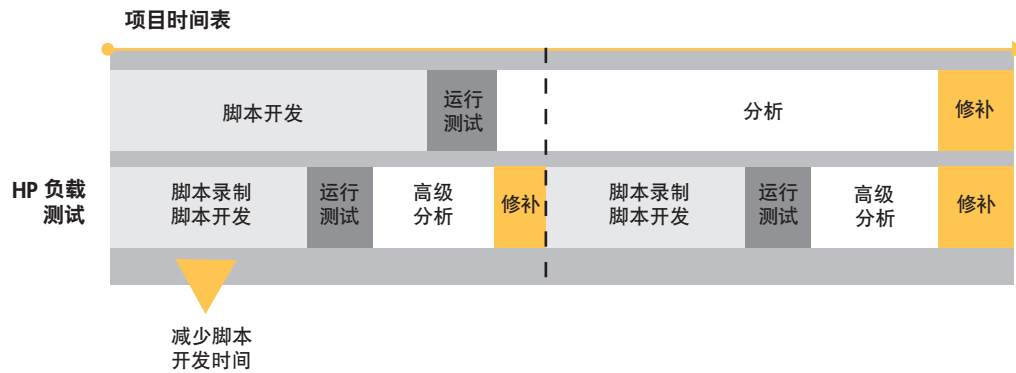 项目时间表
脚本开发
运行
测试
分析
修补
HP 负载
测试
脚本录制
脚本开发
运行
测试
高级
分析
修补
脚本录制
脚本开发
运行
测试
高级
分析
修补
减少脚本
开发时间